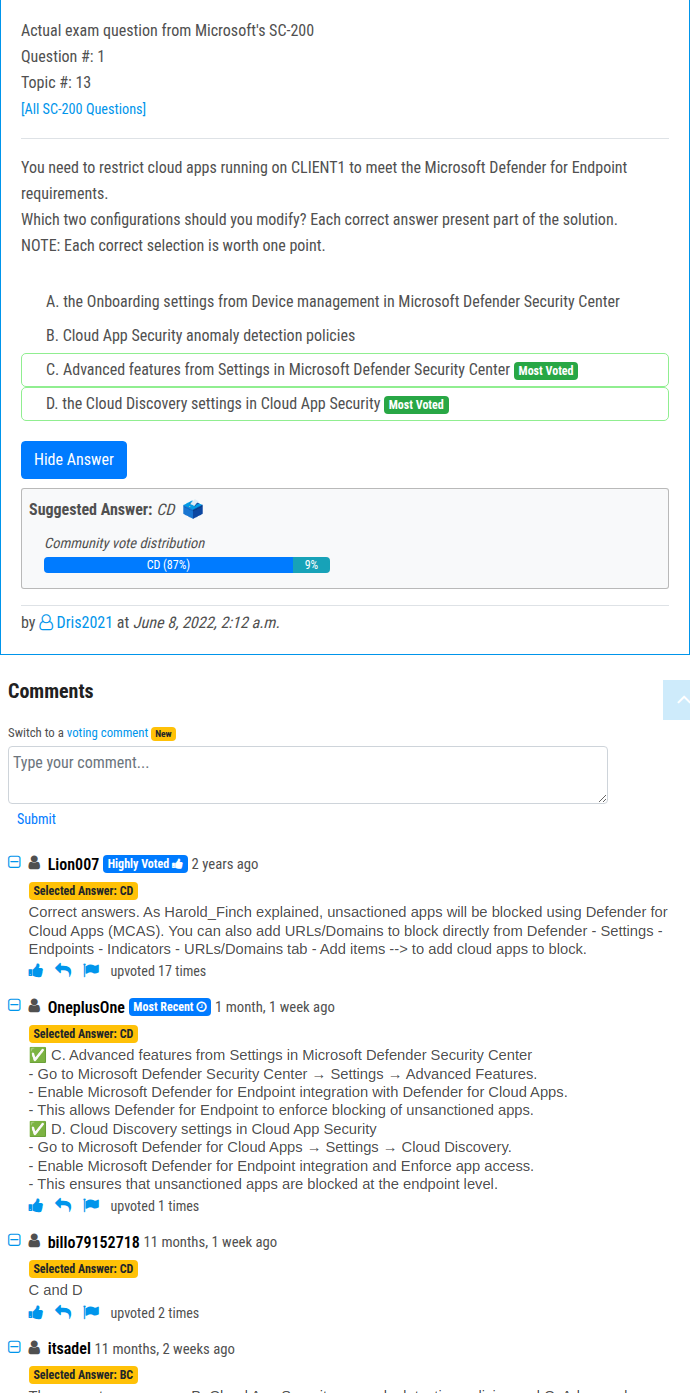 Actual exam question from Microsoft's SC-200
Question #: 1
Topic #: 13
[All SC-200 Questions]
You need to restrict cloud apps running on CLIENT1 to meet the Microsoft Defender for Endpoint
requirements.
Which two configurations should you modify? Each correct answer present part of the solution.
NOTE: Each correct selection is worth one point.
A. the Onboarding settings from Device management in Microsoft Defender Security Center
B. Cloud App Security anomaly detection policies
C. Advanced features from Settings in Microsoft Defender Security Center Most Voted
D. the Cloud Discovery settings in Cloud App Security Most Voted
Hide Answer
Suggested Answer: CD
Community vote distribution
CD (87%) 9%
by Dris2021 at June 8, 2022, 2:12 a.m.
Comments
Switch to a voting comment New
Type your comment...
Submit
Lion007 Highly Voted 2 years ago
Selected Answer: CD
Correct answers. As Harold_Finch explained, unsactioned apps will be blocked using Defender for
Cloud Apps (MCAS). You can also add URLs/Domains to block directly from Defender - Settings -
Endpoints - Indicators - URLs/Domains tab - Add items --> to add cloud apps to block.
upvoted 17 times
OneplusOne Most Recent 1 month, 1 week ago
Selected Answer: CD
✅ C. Advanced features from Settings in Microsoft Defender Security Center
- Go to Microsoft Defender Security Center → Settings → Advanced Features.
- Enable Microsoft Defender for Endpoint integration with Defender for Cloud Apps.
- This allows Defender for Endpoint to enforce blocking of unsanctioned apps.
✅ D. Cloud Discovery settings in Cloud App Security
- Go to Microsoft Defender for Cloud Apps → Settings → Cloud Discovery.
- Enable Microsoft Defender for Endpoint integration and Enforce app access.
- This ensures that unsanctioned apps are blocked at the endpoint level.
upvoted 1 times
billo79152718 11 months, 1 week ago
Selected Answer: CD
C and D
upvoted 2 times
itsadel 11 months, 2 weeks ago
Selected Answer: BC